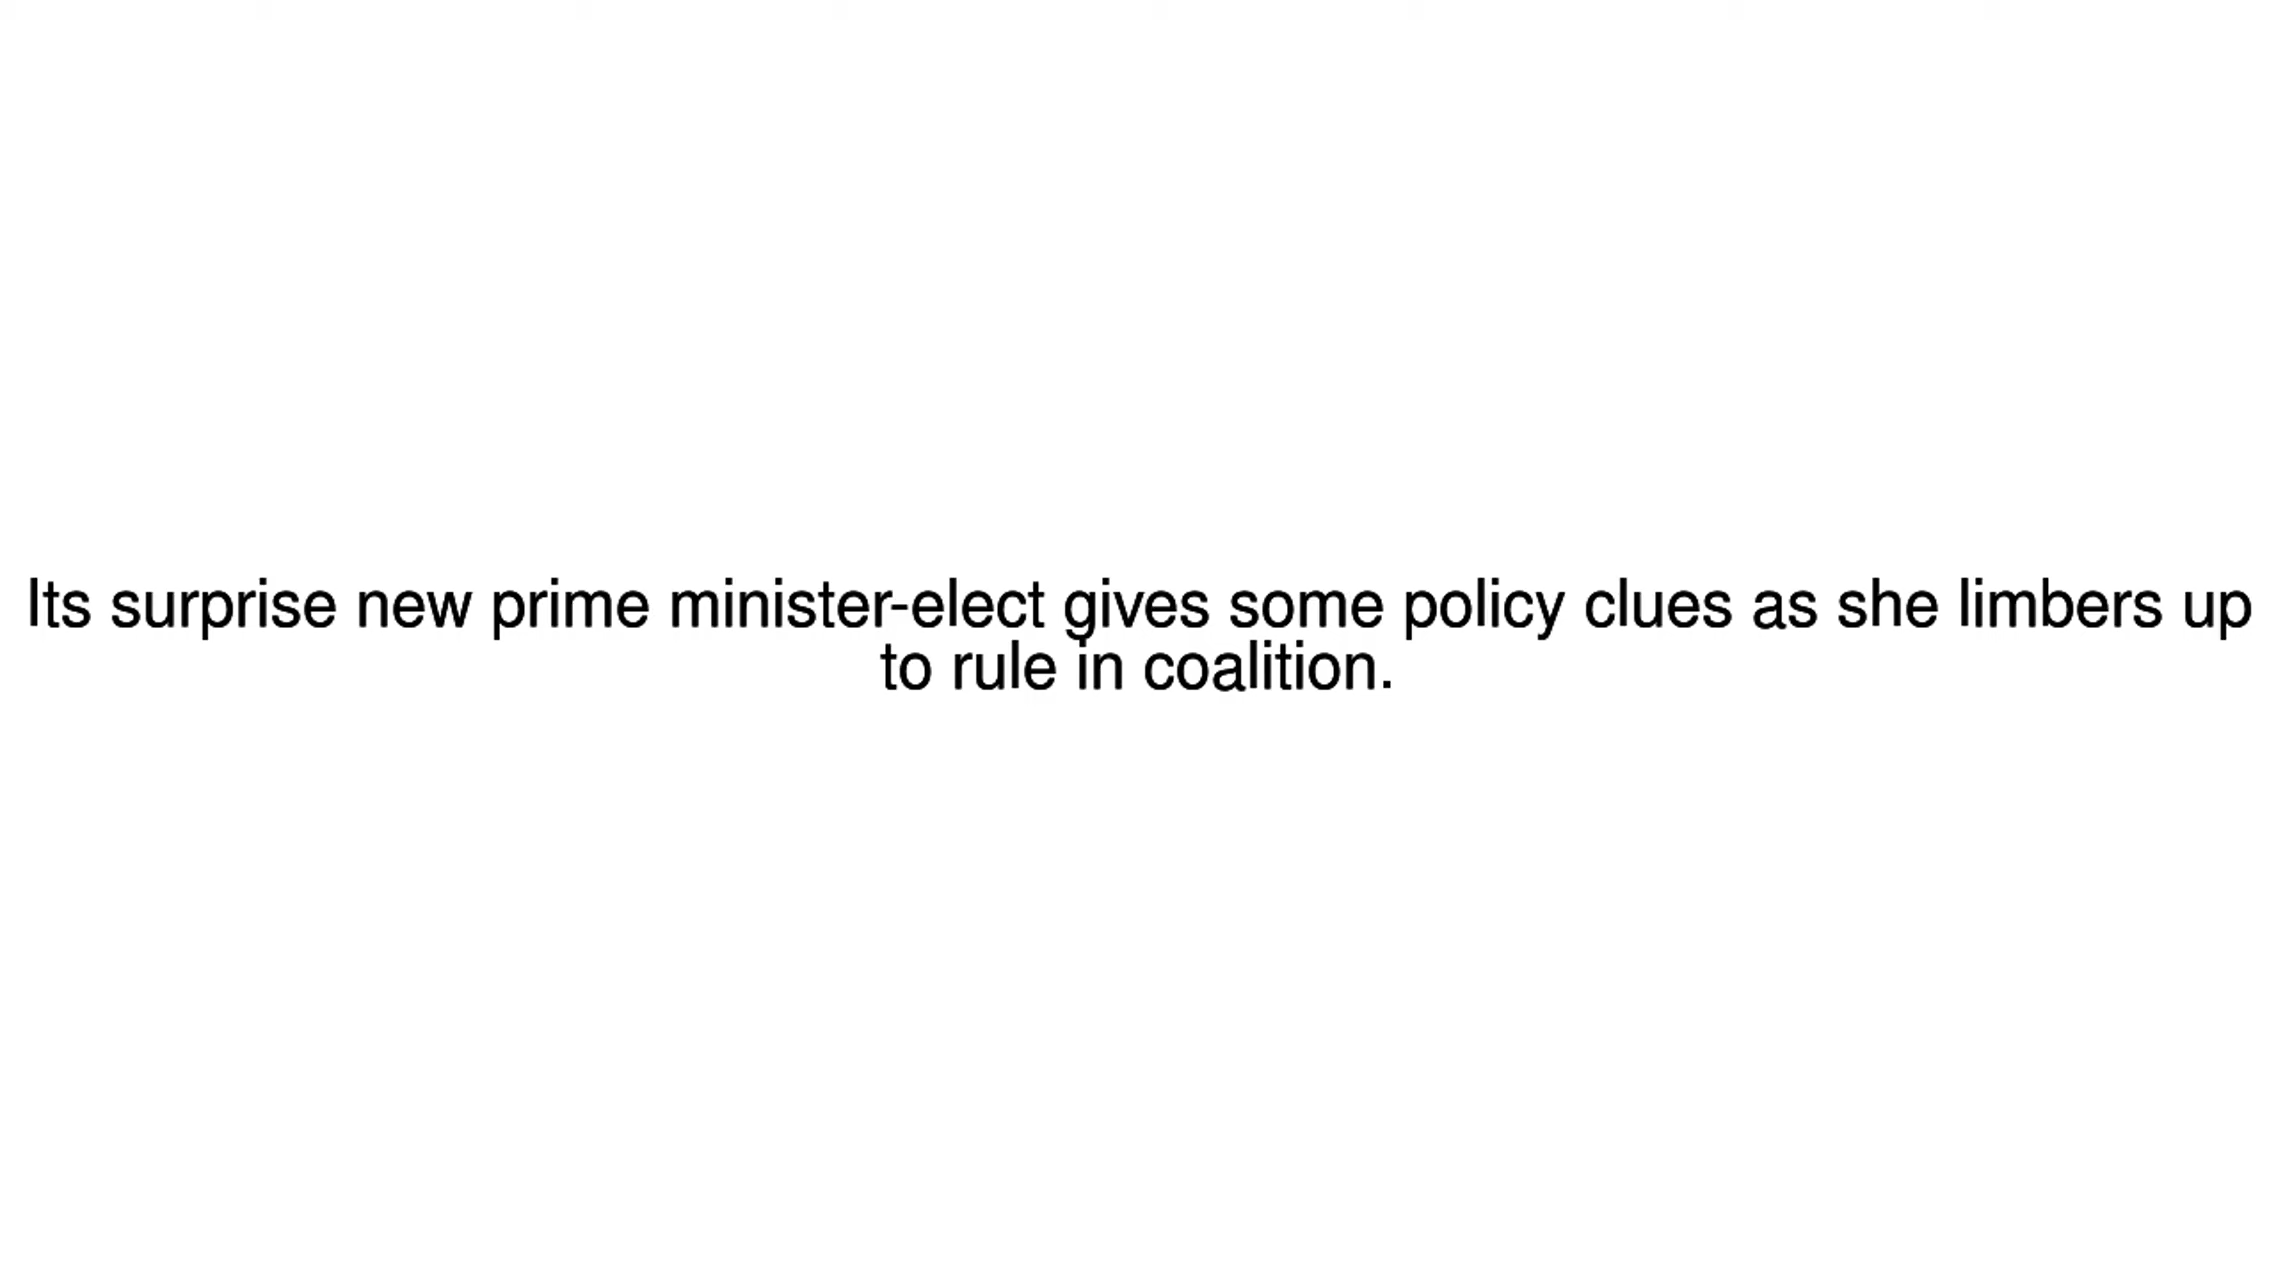 Its surprise new prime minister-elect gives some policy clues as she limbers up
to rule in coalition.